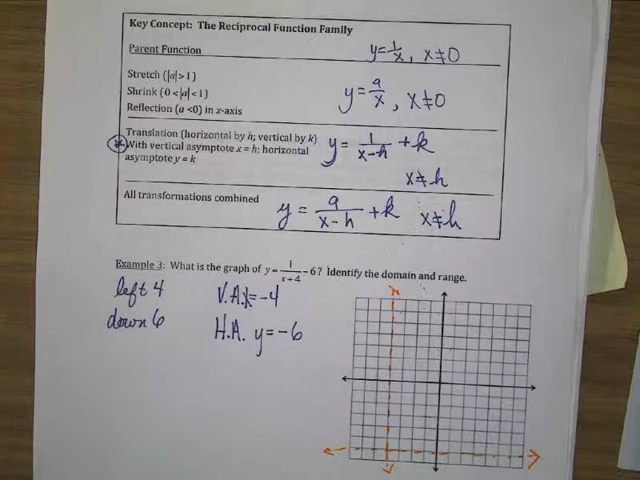 Key Concept: The Reciprocal Function Family
Parent Function
y = 1/x, x ≠ 0
Stretch (|a| > 1)
Shrink (0 < |a| < 1)
Reflection (a < 0) in x-axis
y = a/x, x ≠ 0
Translation (horizontal by h; vertical by k)
With vertical asymptote x = h; horizontal
asymptote y = k
y = 1/(x-h) + k
x ≠ h
All transformations combined
y = a/(x-h) + k x ≠ h
Example 3: What is the graph of y = 1/(x+4) - 6? Identify the domain and range.
left 4
down 6
V.A. x = -4
H.A. y = -6